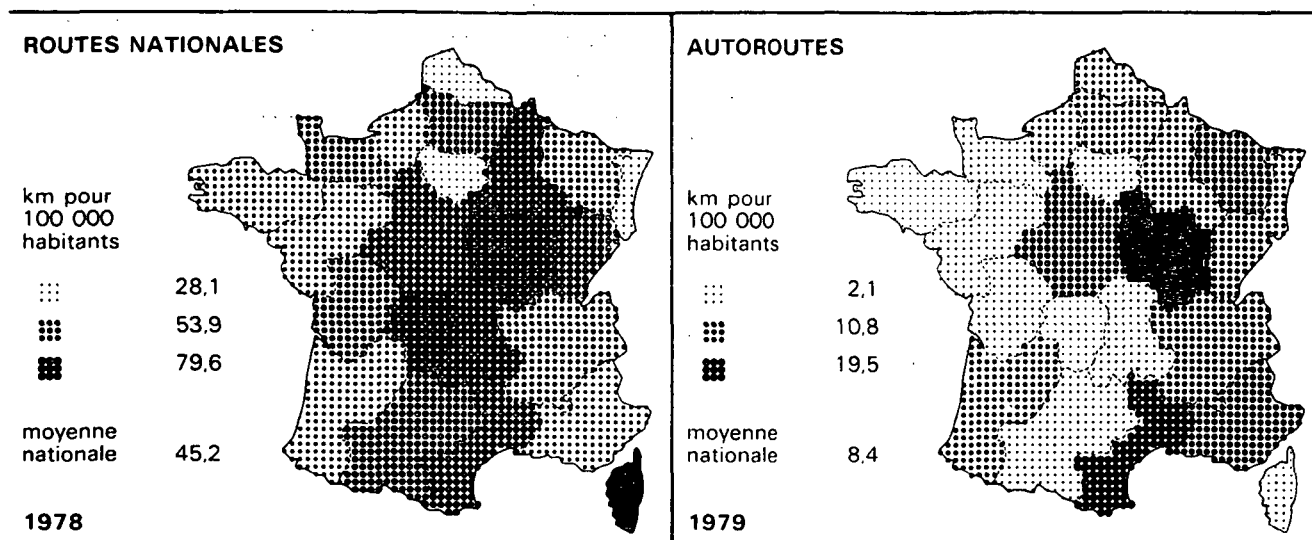 ROUTES NATIONALES
km pour
100 000
habitants
28,1
53,9
79,6
moyenne
nationale 45,2
1978
AUTOROUTES
km pour
100 000
habitants
2,1
10,8
19,5
moyenne
nationale 8,4
1979